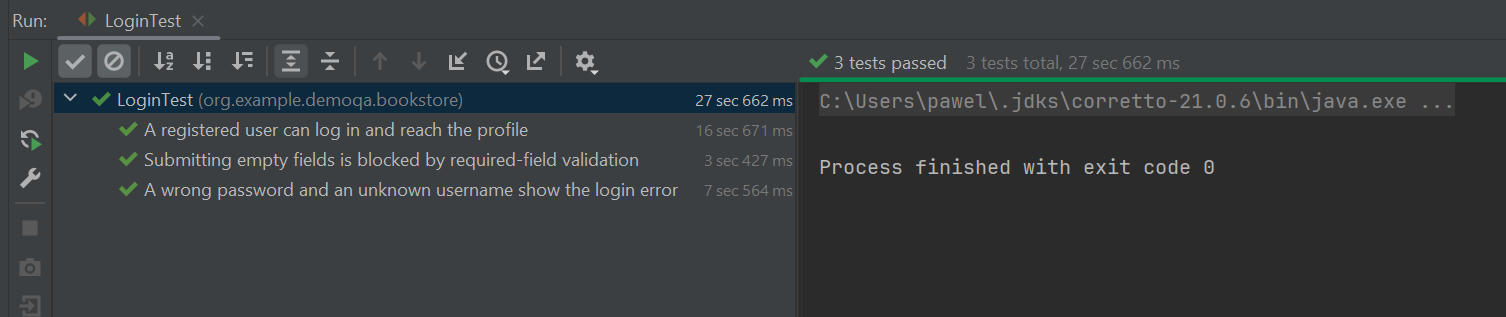 Run: LoginTest
3 tests passed 3 tests total, 27 sec 662 ms
LoginTest (org.example.demoqa.bookstore) 27 sec 662 ms
A registered user can log in and reach the profile 16 sec 671 ms
Submitting empty fields is blocked by required-field validation 3 sec 427 ms
A wrong password and an unknown username show the login error 7 sec 564 ms
C:\Users\pawel\.jdks\corretto-21.0.6\bin\java.exe ...
Process finished with exit code 0